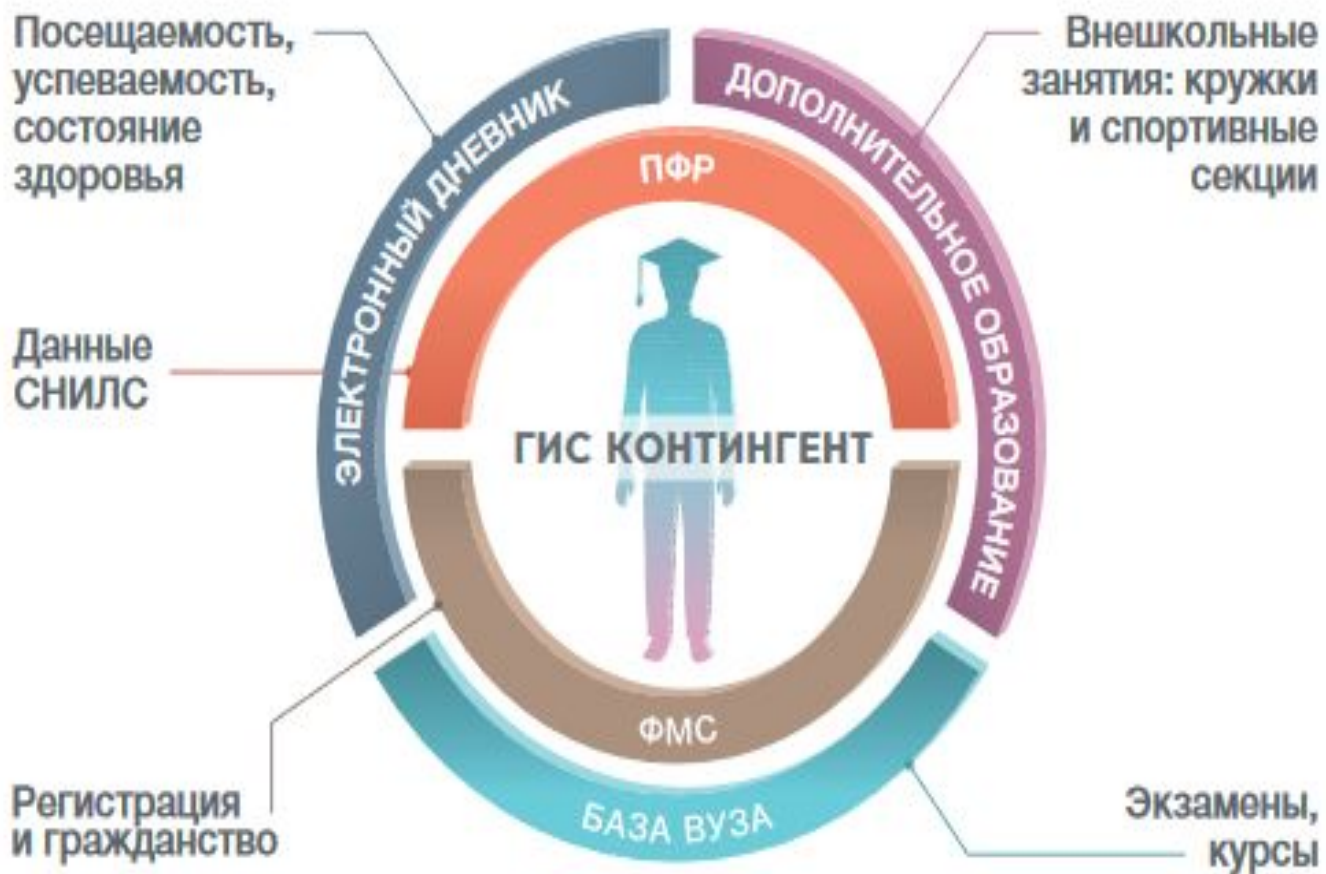 Посещаемость,
успеваемость,
состояние
здоровья
Внешкольные
занятия: кружки
и спортивные
секции
ЭЛЕКТРОННЫЙ ДНЕВНИК
ДОПОЛНИТЕЛЬНОЕ ОБРАЗОВАНИЕ
ПФР
Данные
СНИЛС
ГИС КОНТИНГЕНТ
ФМС
БАЗА ВУЗА
Регистрация
и гражданство
Экзамены,
курсы